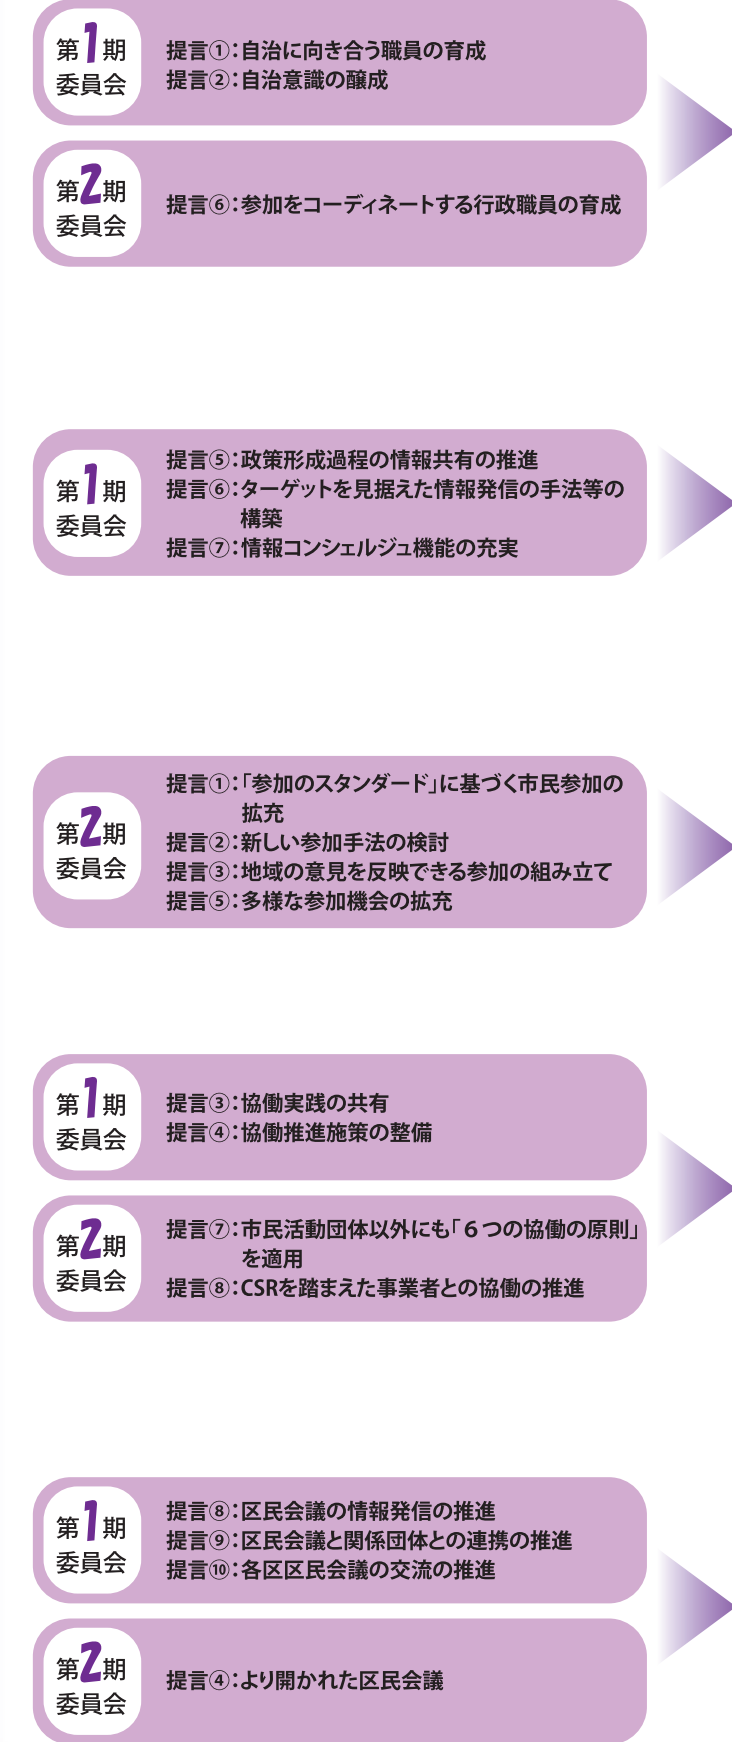 第1期
委員会
提言①：自治に向き合う職員の育成
提言②：自治意識の醸成
第2期
委員会
提言⑥：参加をコーディネートする行政職員の育成
第1期
委員会
提言⑤：政策形成過程の情報共有の推進
提言⑥：ターゲットを見据えた情報発信の手法等の
構築
提言⑦：情報コンシェルジュ機能の充実
第2期
委員会
提言①：「参加のスタンダード」に基づく市民参加の
拡充
提言②：新しい参加手法の検討
提言③：地域の意見を反映できる参加の組み立て
提言⑤：多様な参加機会の拡充
第1期
委員会
提言③：協働実践の共有
提言④：協働推進施策の整備
第2期
委員会
提言⑦：市民活動団体以外にも「６つの協働の原則」
を適用
提言⑧：CSRを踏まえた事業者との協働の推進
第1期
委員会
提言⑧：区民会議の情報発信の推進
提言⑨：区民会議と関係団体との連携の推進
提言⑩：各区区民会議の交流の推進
第2期
委員会
提言④：より開かれた区民会議